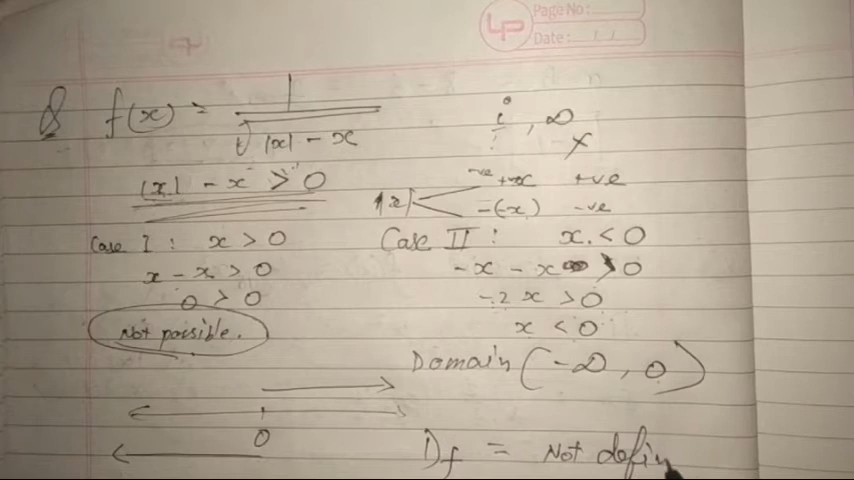 LP
Page No:
Date:
Q f(x) = 1/√|x| - x
i, ∞
|x| - x > 0
|x|
-ve +x +ve
-(-x) -ve
Case I : x > 0
Case II : x < 0
x - x > 0
-x - x > 0
0 > 0
-2x > 0
Not possible.
x < 0
Domain (-∞, 0)
0
Df = Not defin